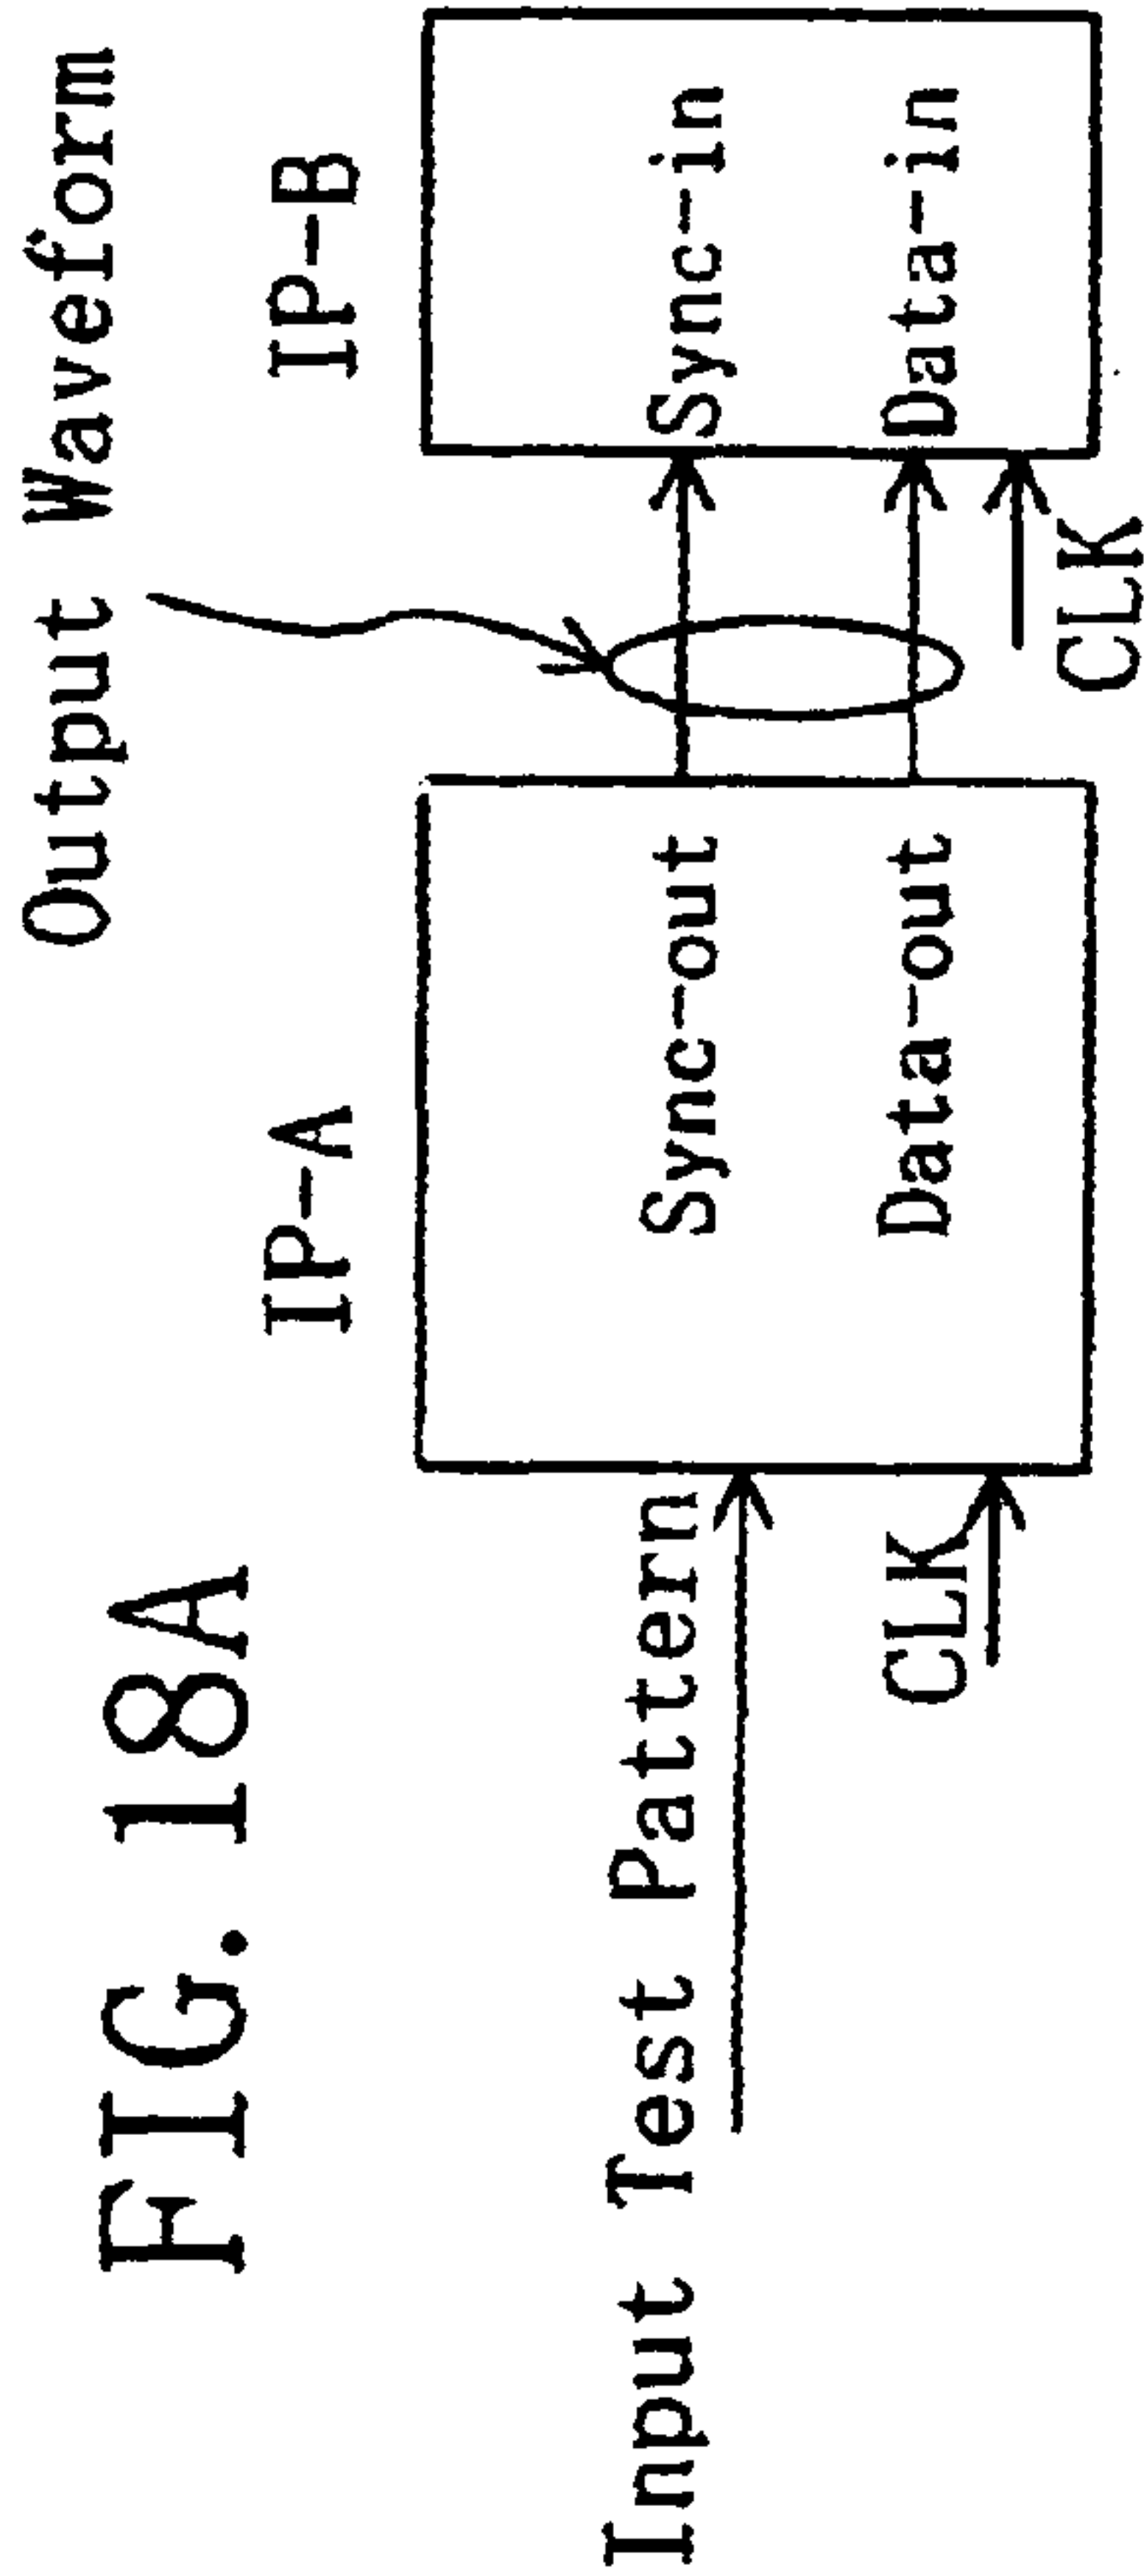 FIG. 18A
Output Waveform
IP-A
IP-B
Input Test Pattern
Sync-out
Sync-in
Data-out
Data-in
CLK
CLK